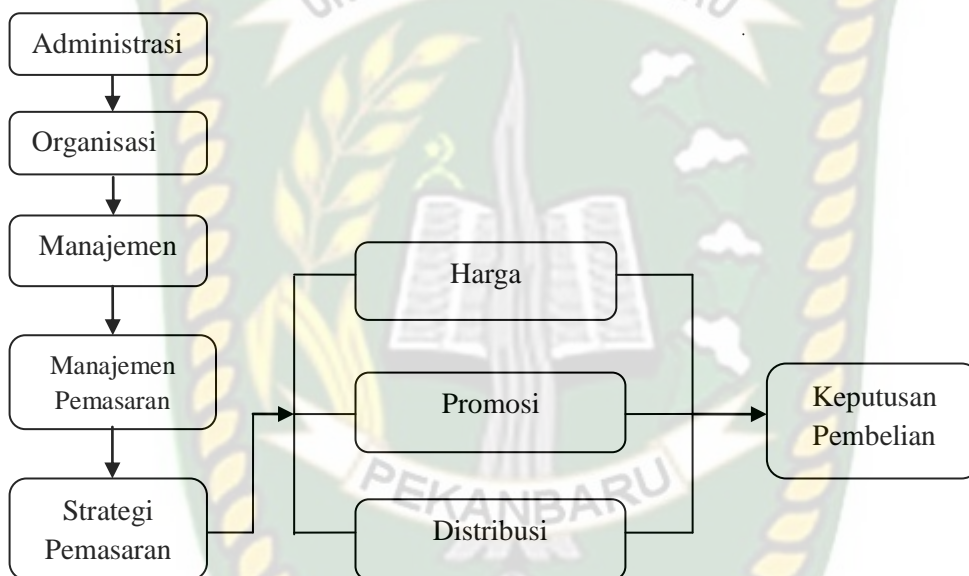 Administrasi
Organisasi
Manajemen
Manajemen
Pemasaran
Strategi
Pemasaran
Harga
Promosi
Distribusi
Keputusan
Pembelian
PEKANBARU